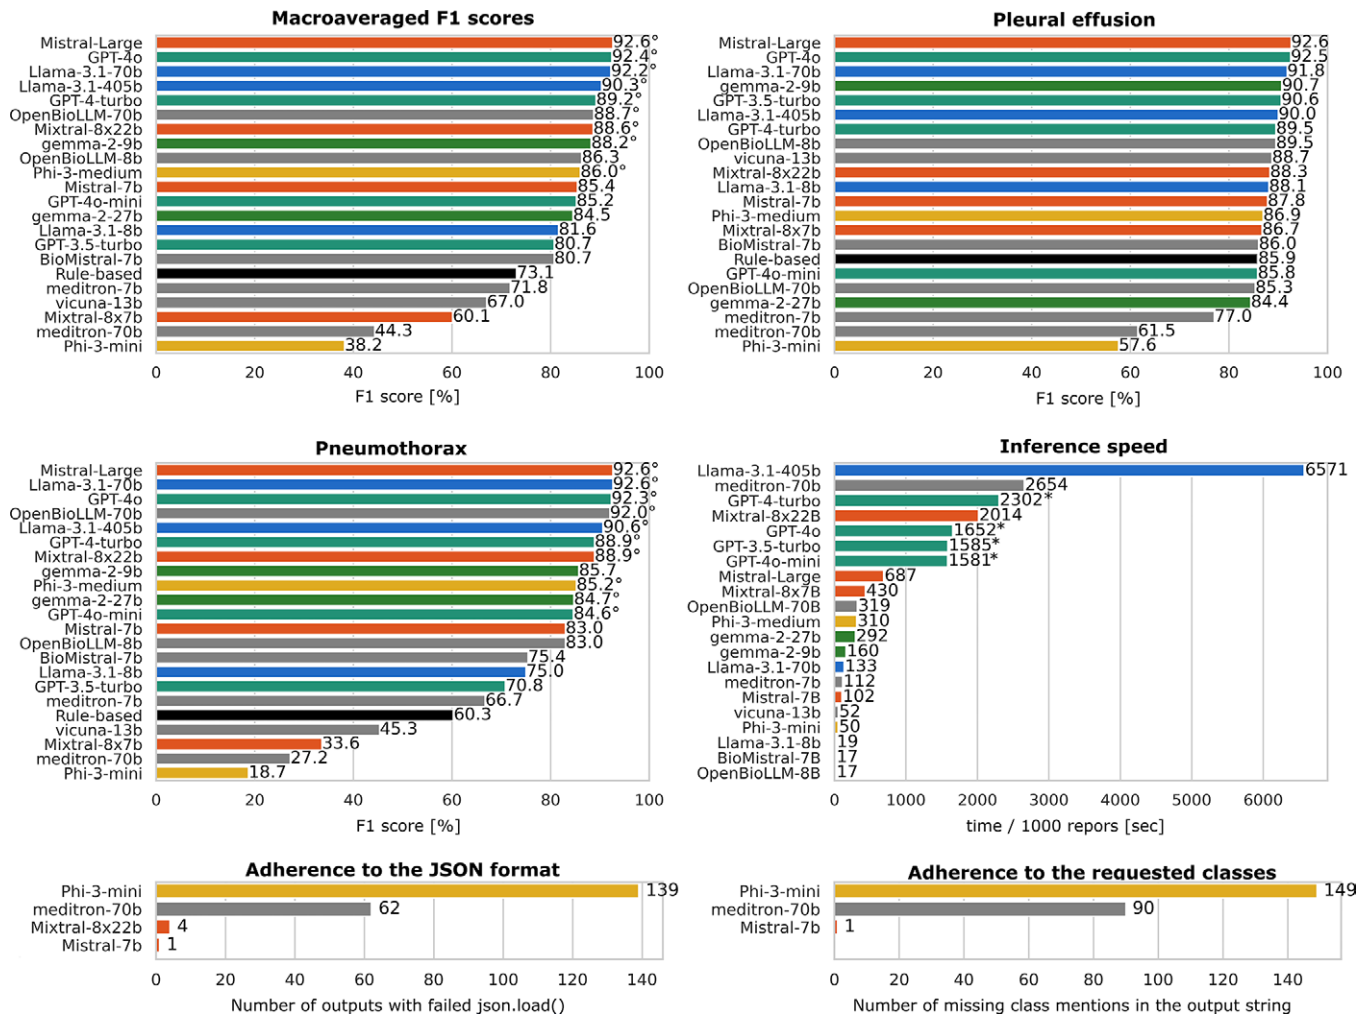 Macroaveraged F1 scores
Mistral-Large 92.6°
GPT-4o 92.4°
Llama-3.1-70b 92.2°
Llama-3.1-405b 90.3°
GPT-4-turbo 89.2°
OpenBioLLM-70b 88.7°
Mixtral-8x22b 88.6°
gemma-2-9b 88.2°
OpenBioLLM-8b 86.3
Phi-3-medium 86.0°
Mistral-7b 85.4
GPT-4o-mini 85.2
gemma-2-27b 84.5
Llama-3.1-8b 81.6
GPT-3.5-turbo 80.7
BioMistral-7b 80.7
Rule-based 73.1
meditron-7b 71.8
vicuna-13b 67.0
Mixtral-8x7b 60.1
meditron-70b 44.3
Phi-3-mini 38.2
0 20 40 60 80 100
F1 score [%]
Pleural effusion
Mistral-Large 92.6
GPT-4o 92.5
Llama-3.1-70b 91.8
gemma-2-9b 90.7
GPT-3.5-turbo 90.6
Llama-3.1-405b 90.0
GPT-4-turbo 89.5
OpenBioLLM-8b 89.5
vicuna-13b 88.7
Mixtral-8x22b 88.3
Llama-3.1-8b 88.1
Mistral-7b 87.8
Phi-3-medium 86.9
Mixtral-8x7b 86.7
BioMistral-7b 86.0
Rule-based 85.9
GPT-4o-mini 85.8
OpenBioLLM-70b 85.3
gemma-2-27b 84.4
meditron-7b 77.0
meditron-70b 61.5
Phi-3-mini 57.6
0 20 40 60 80 100
F1 score [%]
Pneumothorax
Mistral-Large 92.6°
Llama-3.1-70b 92.6°
GPT-4o 92.3°
OpenBioLLM-70b 92.0°
Llama-3.1-405b 90.6°
GPT-4-turbo 88.9°
Mixtral-8x22b 88.9°
gemma-2-9b 85.7
Phi-3-medium 85.2°
gemma-2-27b 84.7°
GPT-4o-mini 84.6°
Mistral-7b 83.0
OpenBioLLM-8b 83.0
BioMistral-7b 75.4
Llama-3.1-8b 75.0
GPT-3.5-turbo 70.8
meditron-7b 66.7
Rule-based 60.3
vicuna-13b 45.3
Mixtral-8x7b 33.6
meditron-70b 27.2
Phi-3-mini 18.7
0 20 40 60 80 100
F1 score [%]
Inference speed
Llama-3.1-405b 6571
meditron-70b 2654
GPT-4-turbo 2302*
Mixtral-8x22B 2014
GPT-4o 1652*
GPT-3.5-turbo 1585*
GPT-4o-mini 1581*
Mistral-Large 687
Mixtral-8x7B 430
OpenBioLLM-70B 319
Phi-3-medium 310
gemma-2-27b 292
gemma-2-9b 160
Llama-3.1-70b 133
meditron-7b 112
Mistral-7B 102
vicuna-13b 52
Phi-3-mini 50
Llama-3.1-8b 19
BioMistral-7B 17
OpenBioLLM-8B 17
0 1000 2000 3000 4000 5000 6000
time / 1000 repors [sec]
Adherence to the JSON format
Phi-3-mini 139
meditron-70b 62
Mixtral-8x22b 4
Mistral-7b 1
0 20 40 60 80 100 120 140
Number of outputs with failed json.load()
Adherence to the requested classes
Phi-3-mini 149
meditron-70b 90
Mistral-7b 1
0 20 40 60 80 100 120 140
Number of missing class mentions in the output string